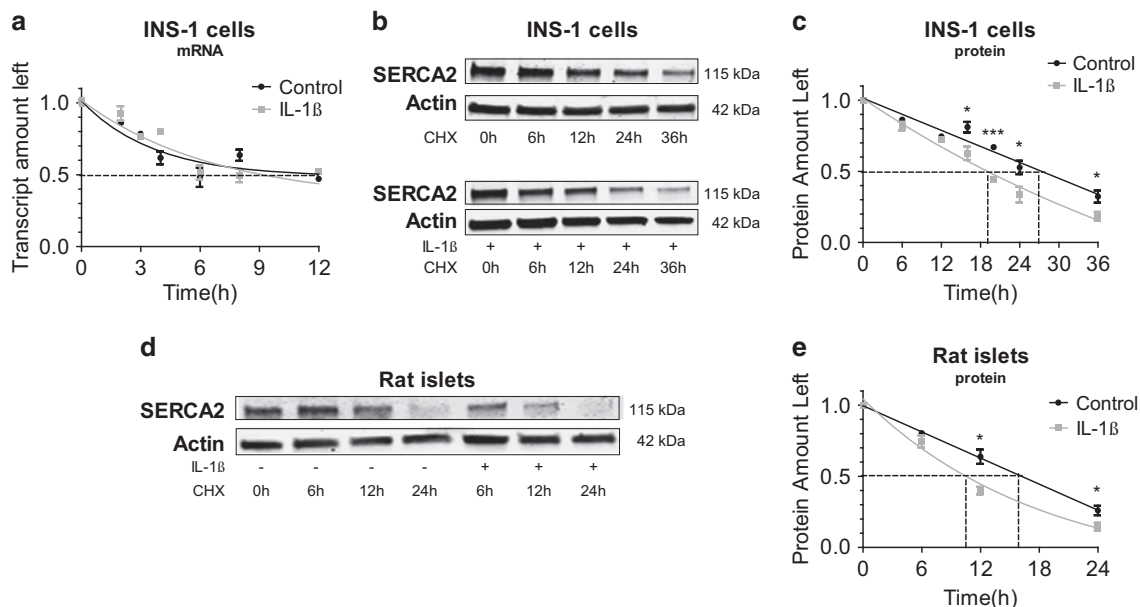 a
INS-1 cells
mRNA
Transcript amount left
1.0
0.5
0.0
0 3 6 9 12
Time(h)
Control
IL-1ß
b
INS-1 cells
SERCA2 115 kDa
Actin 42 kDa
CHX 0h 6h 12h 24h 36h
SERCA2 115 kDa
Actin 42 kDa
IL-1ß + + + + +
CHX 0h 6h 12h 24h 36h
c
INS-1 cells
protein
Protein Amount Left
1.0
0.5
0.0
0 6 12 18 24 30 36
Time(h)
Control
IL-1ß
* *** * *
d
Rat islets
SERCA2 115 kDa
Actin 42 kDa
IL-1ß - - - - + + +
CHX 0h 6h 12h 24h 6h 12h 24h
e
Rat islets
protein
Protein Amount Left
1.0
0.5
0.0
0 6 12 18 24
Time(h)
Control
IL-1ß
* *